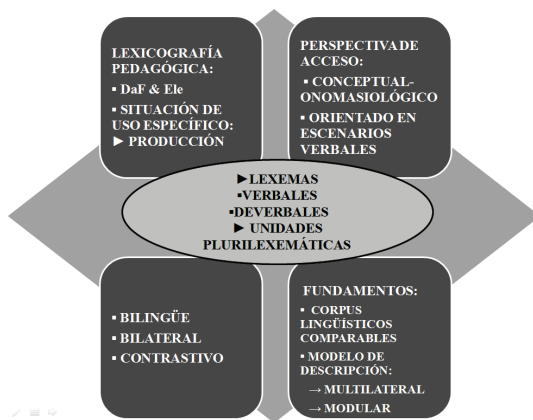 LEXICOGRAFÍA
PEDAGÓGICA:
▪ DaF & Ele
▪ SITUACIÓN DE
USO ESPECÍFICO:
► PRODUCCIÓN
PERSPECTIVA DE
ACCESO:
▪ CONCEPTUAL-
ONOMASIOLÓGICO
▪ ORIENTADO EN
ESCENARIOS
VERBALES
►LEXEMAS
▪VERBALES
▪DEVERBALES
► UNIDADES
PLURILEXEMÁTICAS
▪ BILINGÜE
▪ BILATERAL
▪ CONTRASTIVO
FUNDAMENTOS:
▪ CORPUS
LINGÜÍSTICOS
COMPARABLES
▪ MODELO DE
DESCRIPCIÓN:
→ MULTILATERAL
→ MODULAR